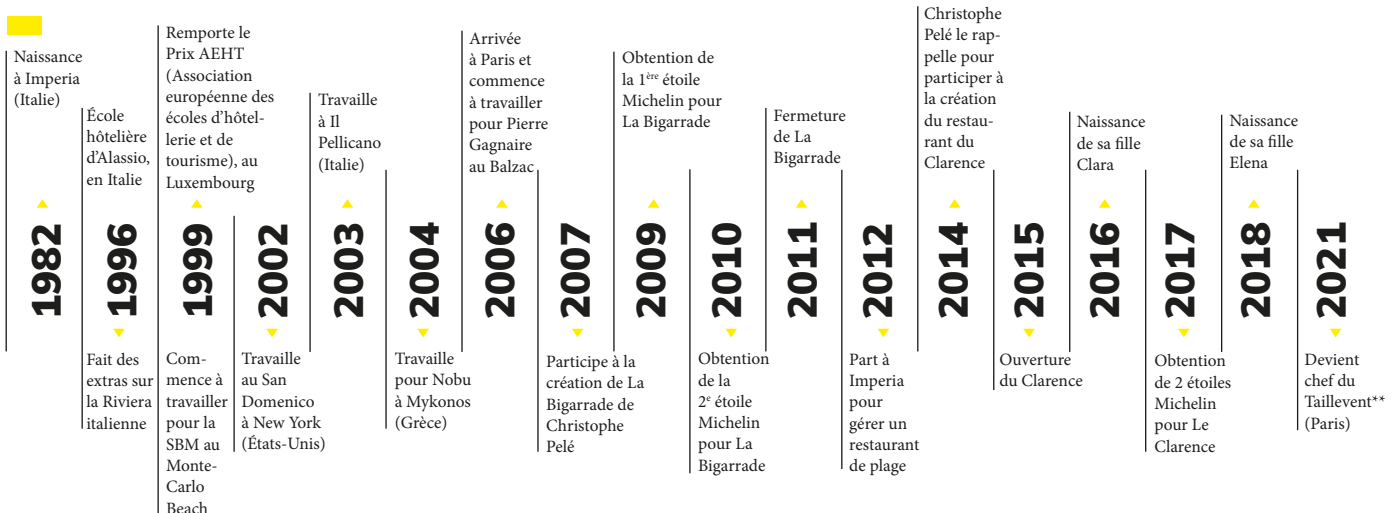 Naissance
à Imperia
(Italie)
1982
École
hôtelière
d'Alassio,
en Italie
1996
Fait des
extras sur
la Riviera
italienne
Remporte le
Prix AEHT
(Association
européenne des
écoles d'hôtel-
lerie et de
tourisme), au
Luxembourg
1999
Com-
mence à
travailler
pour la
SBM au
Monte-
Carlo
Beach
2002
Travaille
au San
Domenico
à New York
(États-Unis)
Travaille
à Il
Pellicano
(Italie)
2003
2004
Travaille
pour Nobu
à Mykonos
(Grèce)
Arrivée
à Paris et
commence
à travailler
pour Pierre
Gagnaire
au Balzac
2006
2007
Participe à la
création de La
Bigarrade de
Christophe
Pelé
Obtention de
la 1ère étoile
Michelin pour
La Bigarrade
2009
2010
Obtention
de la
2e étoile
Michelin
pour La
Bigarrade
Fermeture
de La
Bigarrade
2011
2012
Part à
Imperia
pour
gérer un
restaurant
de plage
Christophe
Pelé le rap-
pelle pour
participer à
la création
du restau-
rant du
Clarence
2014
2015
Ouverture
du Clarence
Naissance
de sa fille
Clara
2016
2017
Obtention
de 2 étoiles
Michelin
pour Le
Clarence
Naissance
de sa fille
Elena
2018
2021
Devient
chef du
Taillevent**
(Paris)